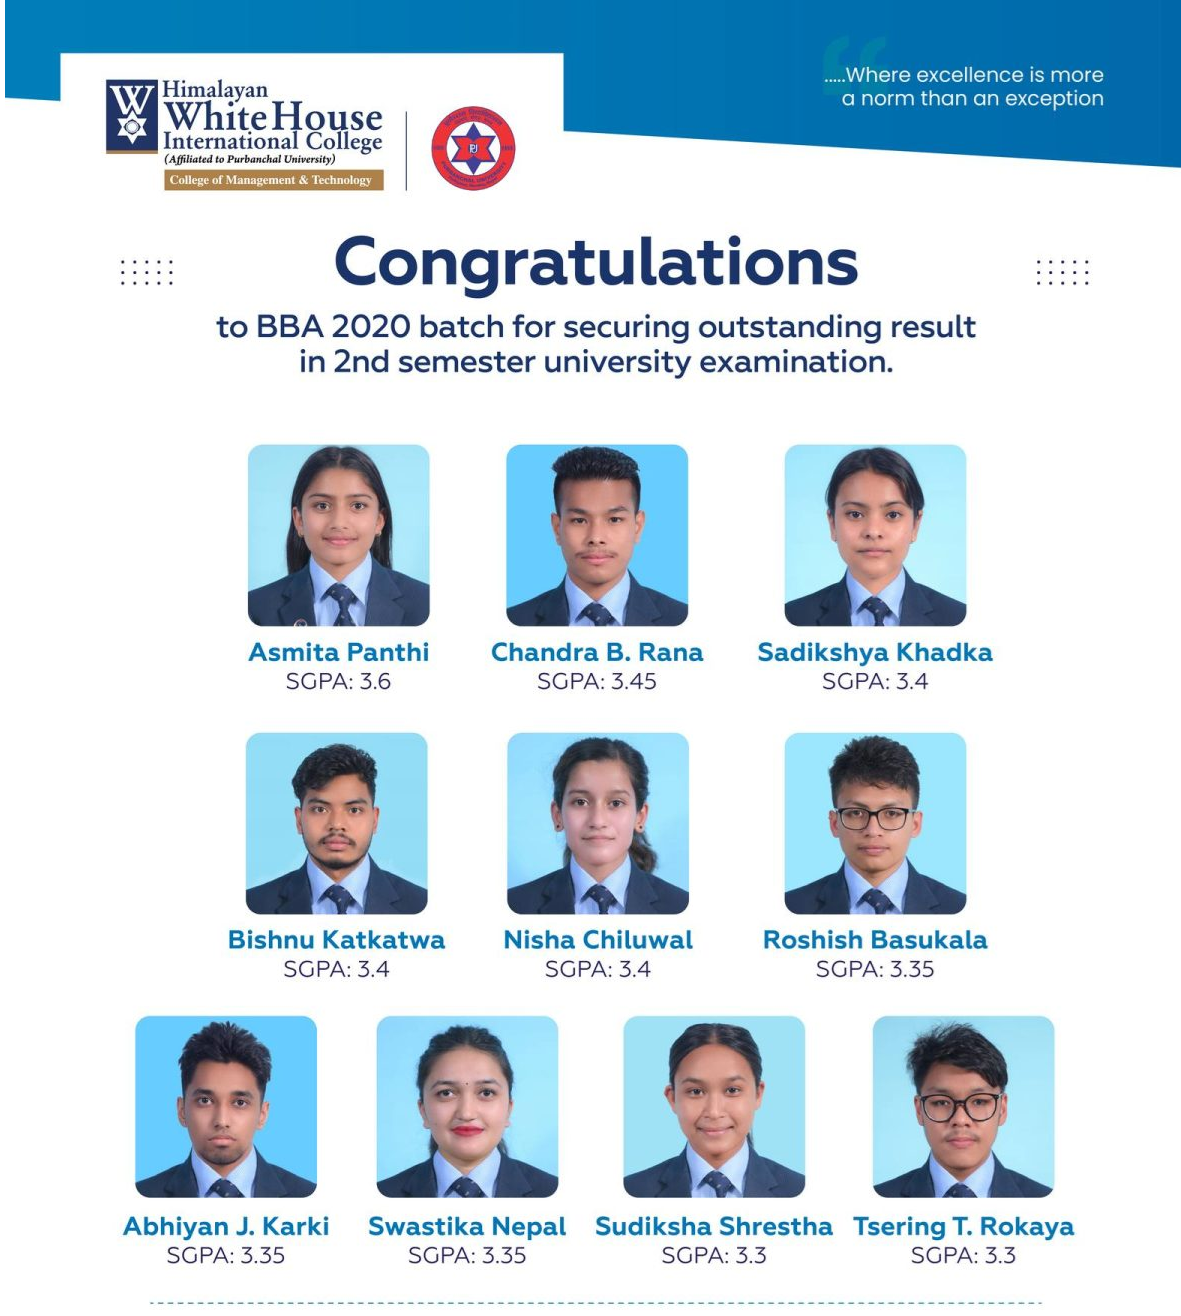 .....Where excellence is more
a norm than an exception
Himalayan
White House
International College
(Affiliated to Purbanchal University)
College of Management & Technology
PU
PURBANCHAL UNIVERSITY
Congratulations
to BBA 2020 batch for securing outstanding result
in 2nd semester university examination.
Asmita Panthi
SGPA: 3.6
Chandra B. Rana
SGPA: 3.45
Sadikshya Khadka
SGPA: 3.4
Bishnu Katkatwa
SGPA: 3.4
Nisha Chiluwal
SGPA: 3.4
Roshish Basukala
SGPA: 3.35
Abhiyan J. Karki
SGPA: 3.35
Swastika Nepal
SGPA: 3.35
Sudiksha Shrestha
SGPA: 3.3
Tsering T. Rokaya
SGPA: 3.3